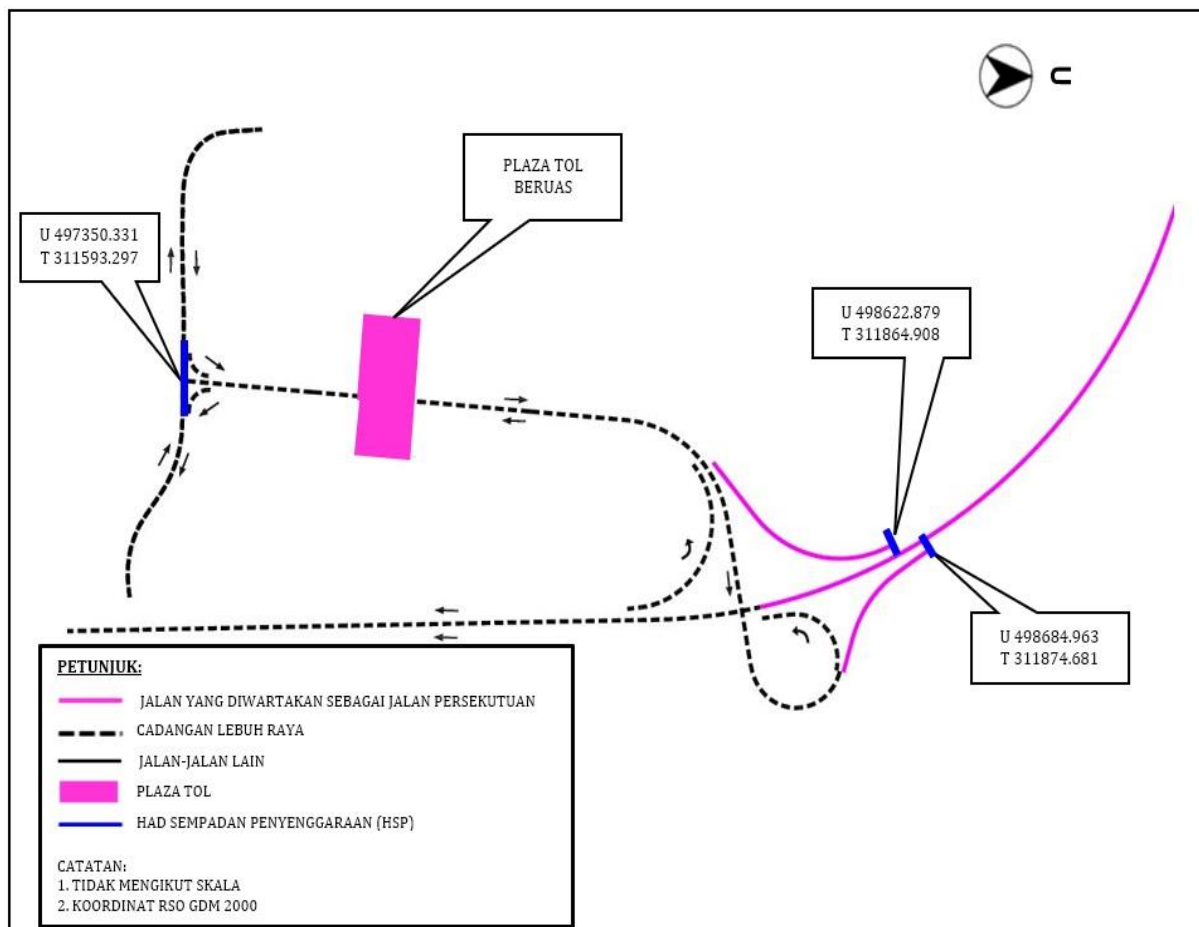 U
PLAZA TOL
BERUAS
U 497350.331
T 311593.297
U 498622.879
T 311864.908
U 498684.963
T 311874.681
PETUNJUK:
JALAN YANG DIWARTAKAN SEBAGAI JALAN PERSEKUTUAN
CADANGAN LEBUH RAYA
JALAN-JALAN LAIN
PLAZA TOL
HAD SEMPADAN PENYENGGARAAN (HSP)
CATATAN:
1. TIDAK MENGIKUT SKALA
2. KOORDINAT RSO GDM 2000